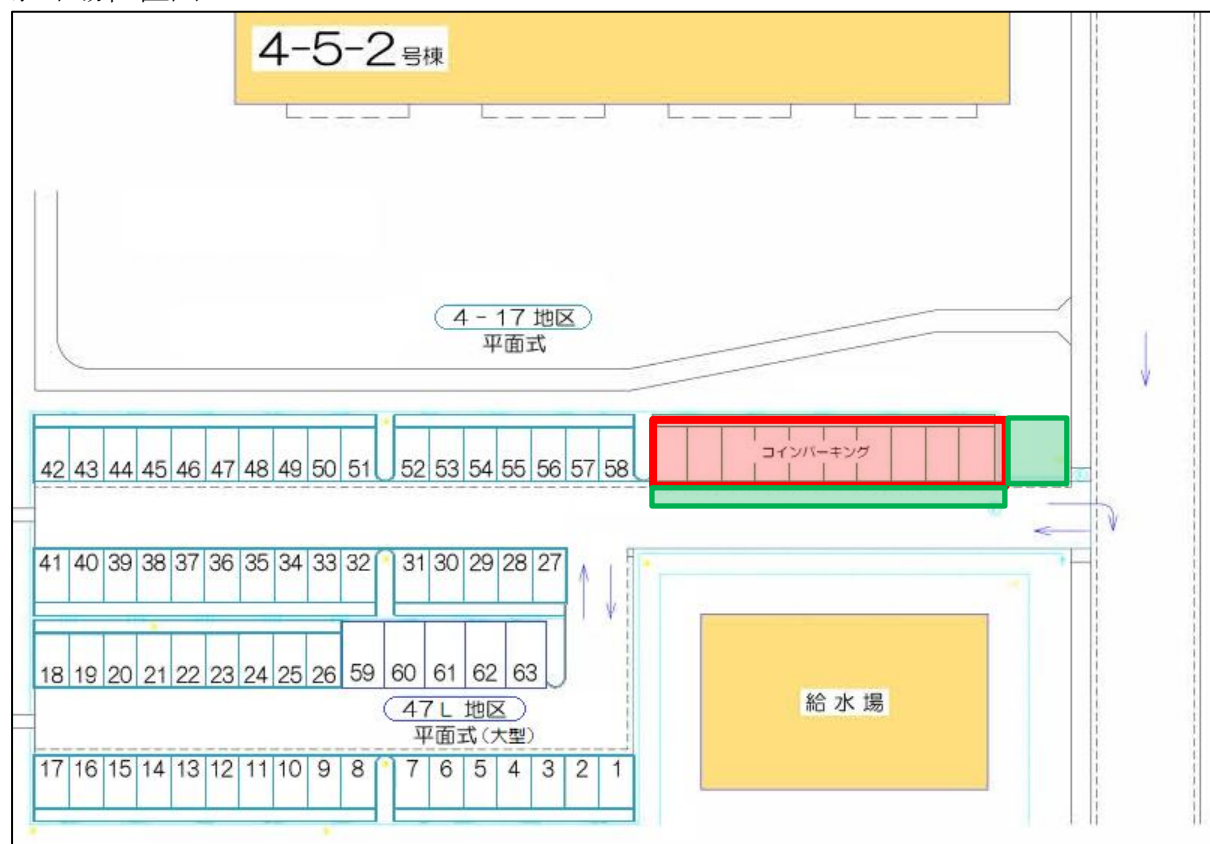 4-5-2号棟
4-17地区
平面式
42 43 44 45 46 47 48 49 50 51 52 53 54 55 56 57 58
コインパーキング
41 40 39 38 37 36 35 34 33 32 31 30 29 28 27
18 19 20 21 22 23 24 25 26 59 60 61 62 63
47L 地区
平面式(大型)
給水場
17 16 15 14 13 12 11 10 9 8 7 6 5 4 3 2 1